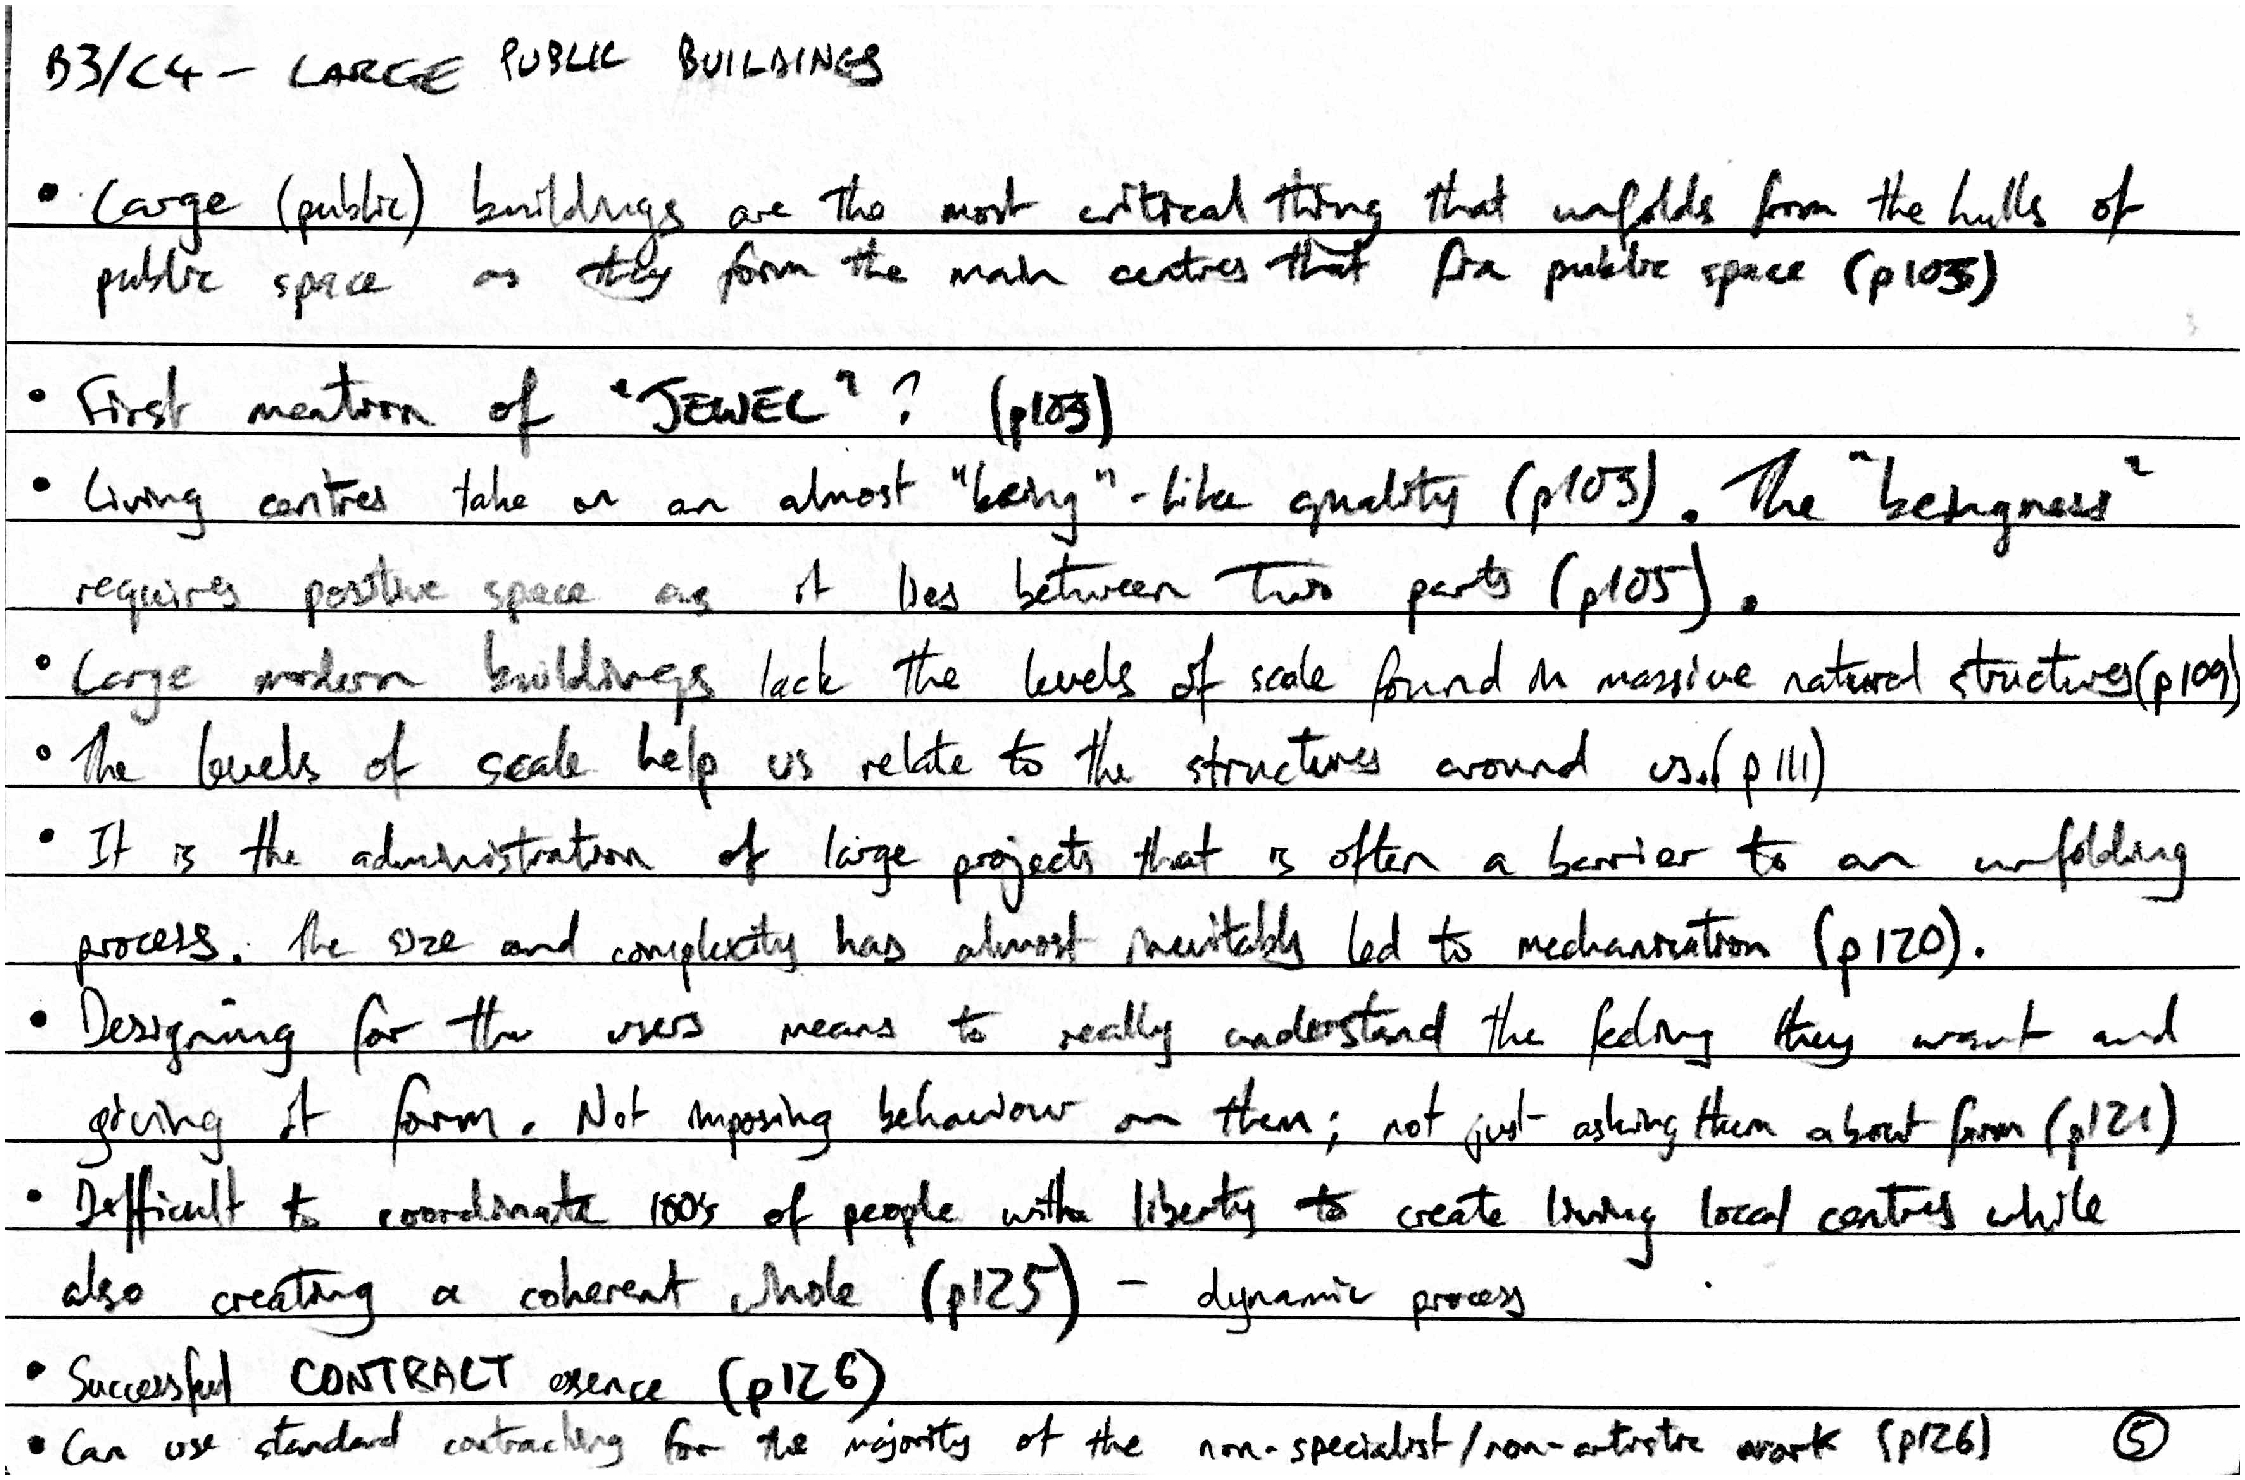 B3/C4 - LARGE PUBLIC BUILDINGS
• Large (public) buildings are the most critical thing that unfolds from the hulls of
public space as they form the main centres that fix public space (p103)
• First mention of "JEWEL"? (p103)
• Living centres take on an almost "being"-like quality (p103). The "beingness"
requires positive space as it lies between two parts (p105).
• Large modern buildings lack the levels of scale found in massive natural structures (p109)
• The levels of scale help us relate to the structures around us. (p111)
• It is the administration of large projects that is often a barrier to an unfolding
process. The size and complexity has almost inevitably led to mechanisation (p120).
• Designing for the users means to really understand the feeling they want and
giving it form. Not imposing behaviour on them; not just asking them about form (p121)
• Difficult to coordinate 100's of people with liberty to create living local centres while
also creating a coherent whole (p125) - dynamic process
• Successful CONTRACT essence (p126)
• Can use standard contracting for the majority of the non-specialist/non-artistic work (p126) 5